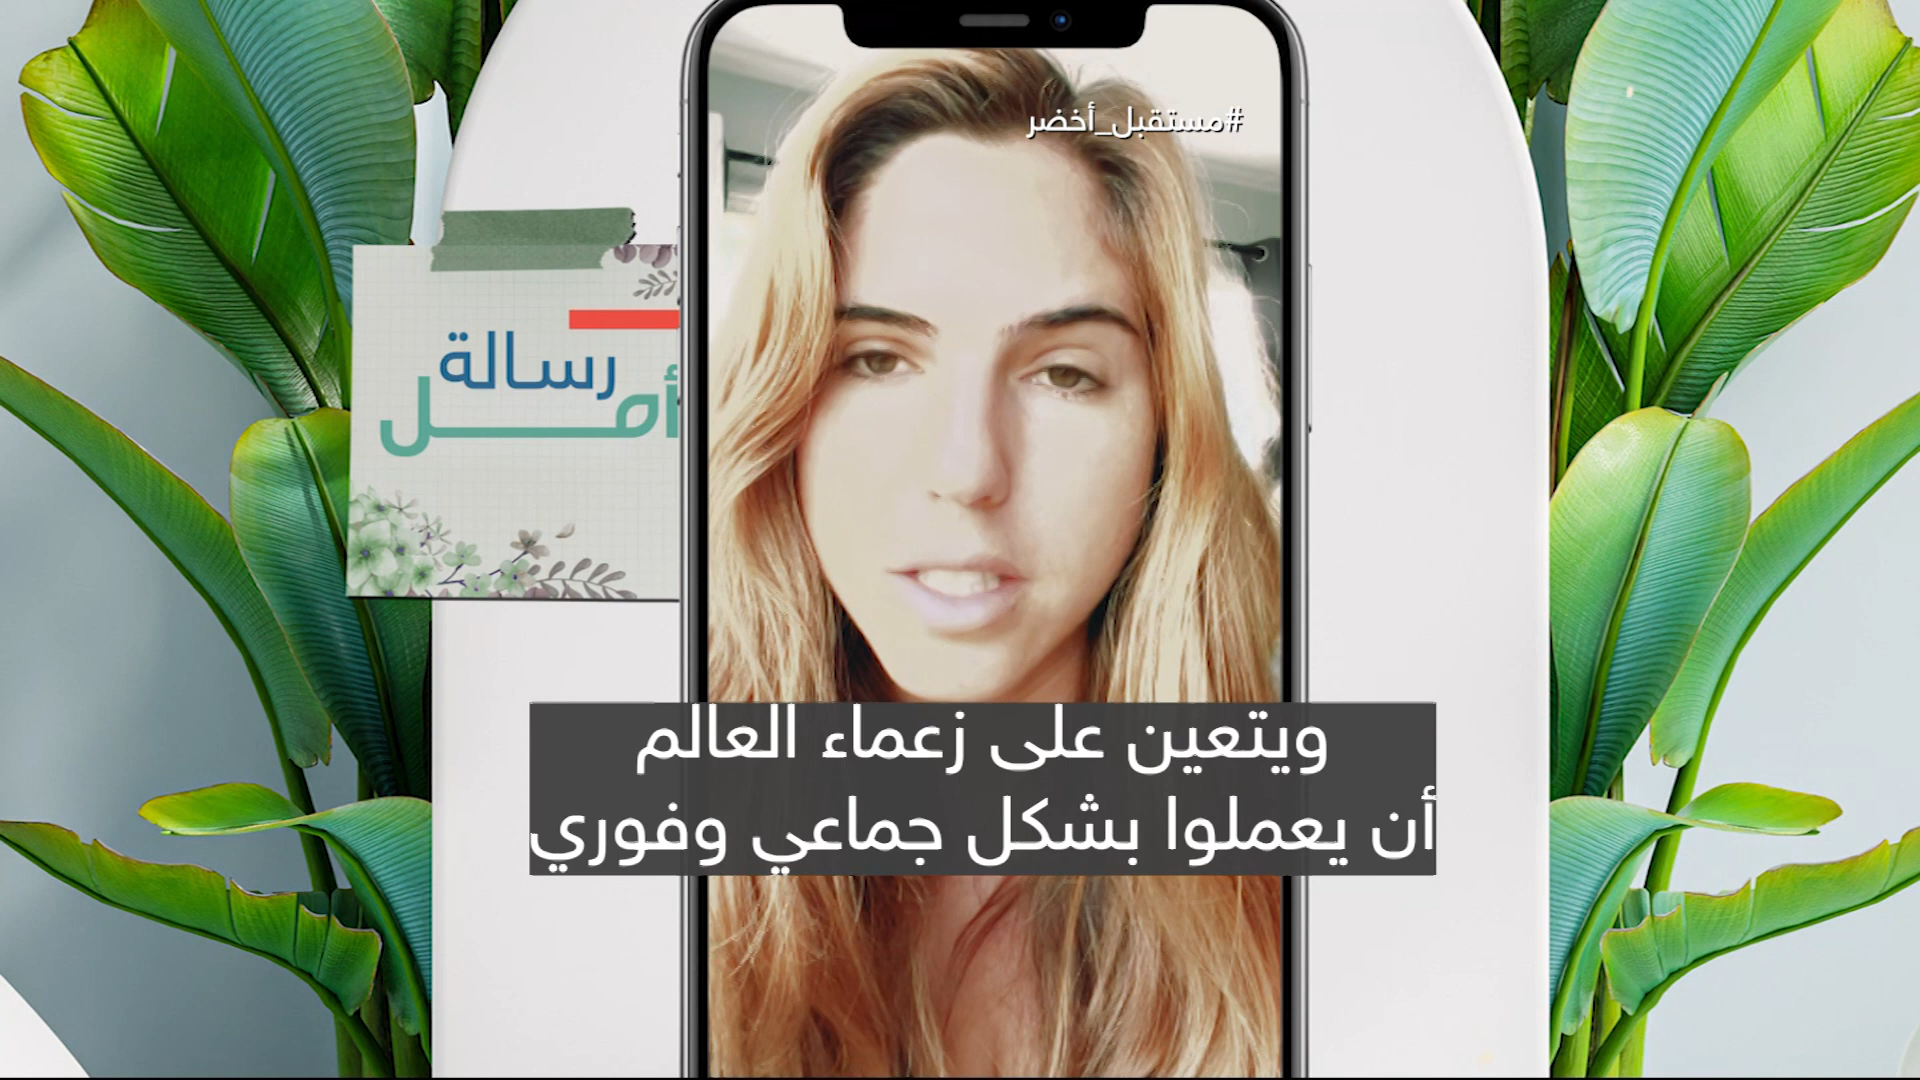 #مستقبل_أخضر
رسالة
أمل
ويتعين على زعماء العالم
أن يعملوا بشكل جماعي وفوري